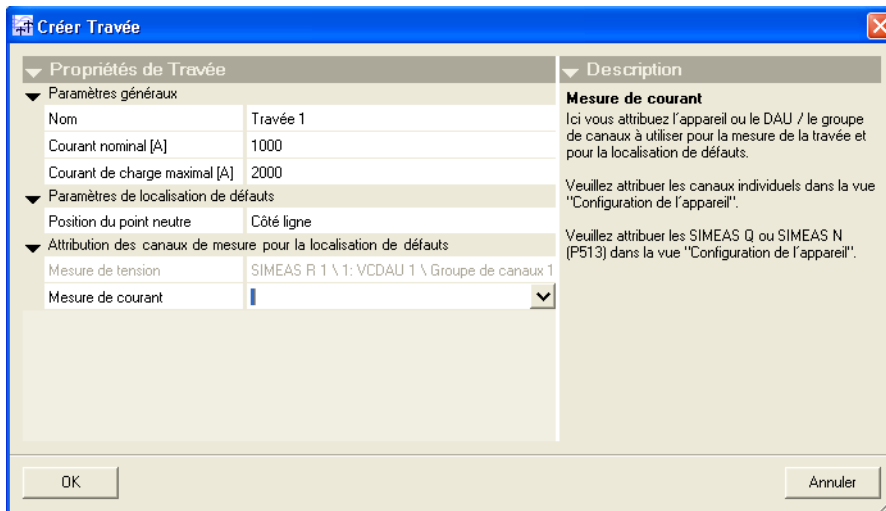 Créer Travée
Propriétés de Travée
Paramètres généraux
Nom Travée 1
Courant nominal [A] 1000
Courant de charge maximal [A] 2000
Paramètres de localisation de défauts
Position du point neutre Côté ligne
Attribution des canaux de mesure pour la localisation de défauts
Mesure de tension SIMEAS R 1 \ 1: VCDAU 1 \ Groupe de canaux 1
Mesure de courant
Description
Mesure de courant
Ici vous attribuez l´appareil ou le DAU / le groupe
de canaux à utiliser pour la mesure de la travée et
pour la localisation de défauts.
Veuillez attribuer les canaux individuels dans la vue
"Configuration de l´appareil".
Veuillez attribuer les SIMEAS Q ou SIMEAS N
(P513) dans la vue "Configuration de l´appareil".
OK
Annuler